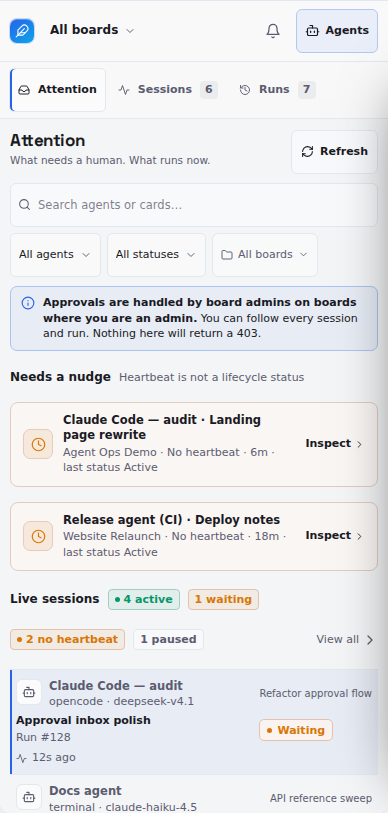 All boards
Agents
Attention
Sessions 6
Runs 7
Attention
What needs a human. What runs now.
Refresh
Search agents or cards…
All agents
All statuses
All boards
Approvals are handled by board admins on boards
where you are an admin. You can follow every session
and run. Nothing here will return a 403.
Needs a nudge Heartbeat is not a lifecycle status
Claude Code — audit · Landing
page rewrite
Agent Ops Demo · No heartbeat · 6m ·
last status Active
Inspect
Release agent (CI) · Deploy notes
Website Relaunch · No heartbeat · 18m ·
last status Active
Inspect
Live sessions 4 active 1 waiting
2 no heartbeat 1 paused View all
Claude Code — audit
opencode · deepseek-v4.1
Refactor approval flow
Approval inbox polish
Run #128
Waiting
12s ago
Docs agent
terminal · claude-haiku-4.5
API reference sweep